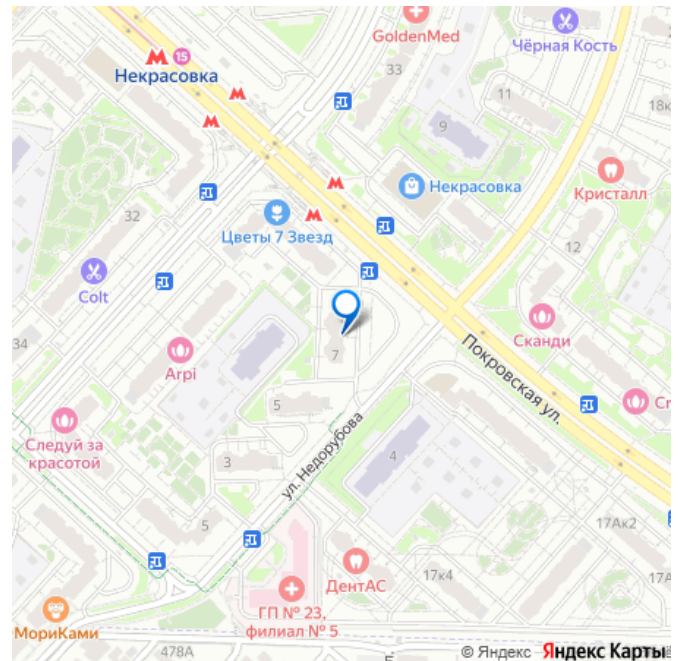 GoldenMed
Чёрная Кость
15
Некрасовка
33
11
18к
9
Некрасовка
Кристалл
32
Цветы 7 Звезд
12
Colt
Сканди
34
Arpi
7
Покровская ул.
Cr
5
Следуй за
красотой
ул. Недорубова
3
4
5
17Ак2
ДентАС
17к4
17А
ГП № 23,
филиал № 5
МориКами
478А
© Яндекс Яндекс Карты